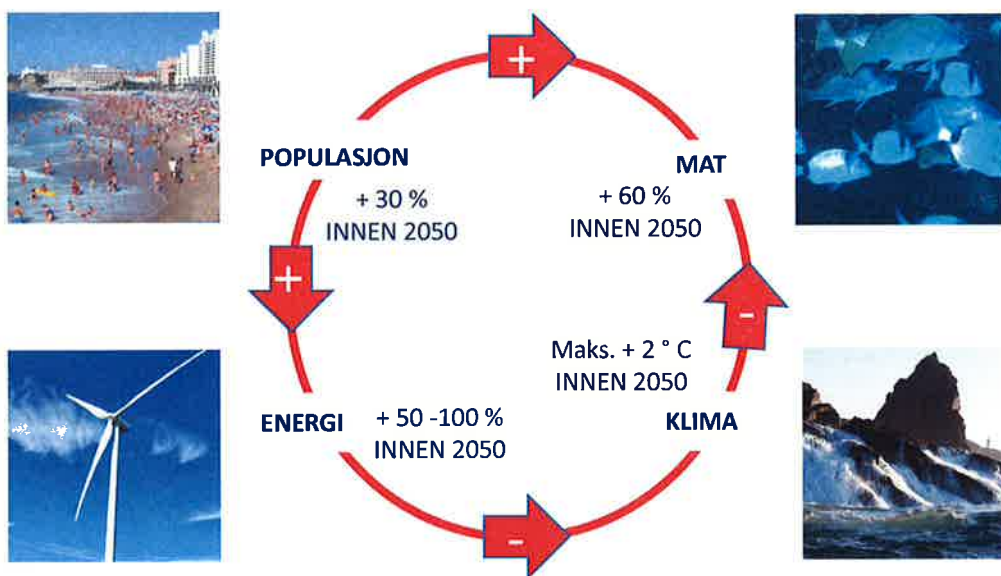 +
POPULASJON
+ 30 %
INNEN 2050
MAT
+ 60 %
INNEN 2050
+
-
Maks. + 2 ° C
INNEN 2050
ENERGI
+ 50 -100 %
INNEN 2050
KLIMA
-